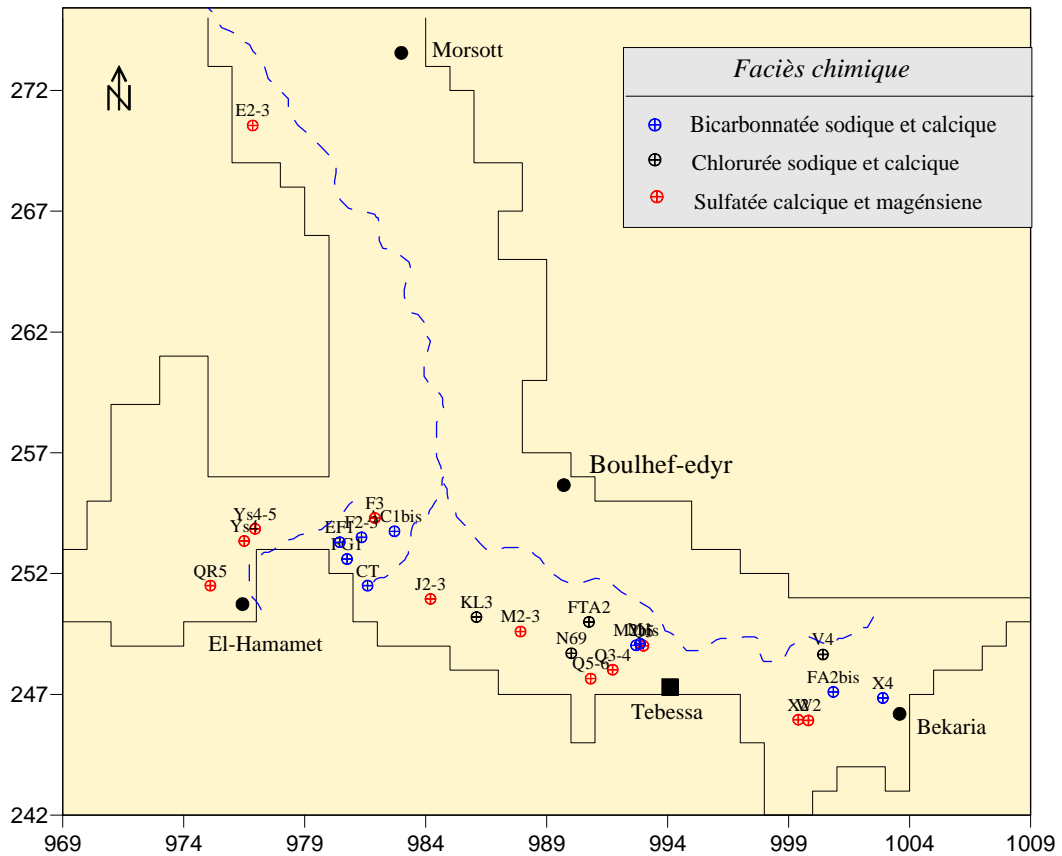 Morsott
Faciès chimique
Bicarbonnatée sodique et calcique
Chlorurée sodique et calcique
Sulfatée calcique et magénsiene
N
272
E2-3
267
262
257
Boulhef-edyr
Ys4-5
F3
C1bis
F2-3
EF1
FG1
252
QR5
CT
J2-3
KL3
M2-3
FTA2
El-Hamamet
N69
Q3-4
Q5-6
V4
FA2bis
X4
247
Tebessa
Bekaria
242
969
974
979
984
989
994
999
1004
1009